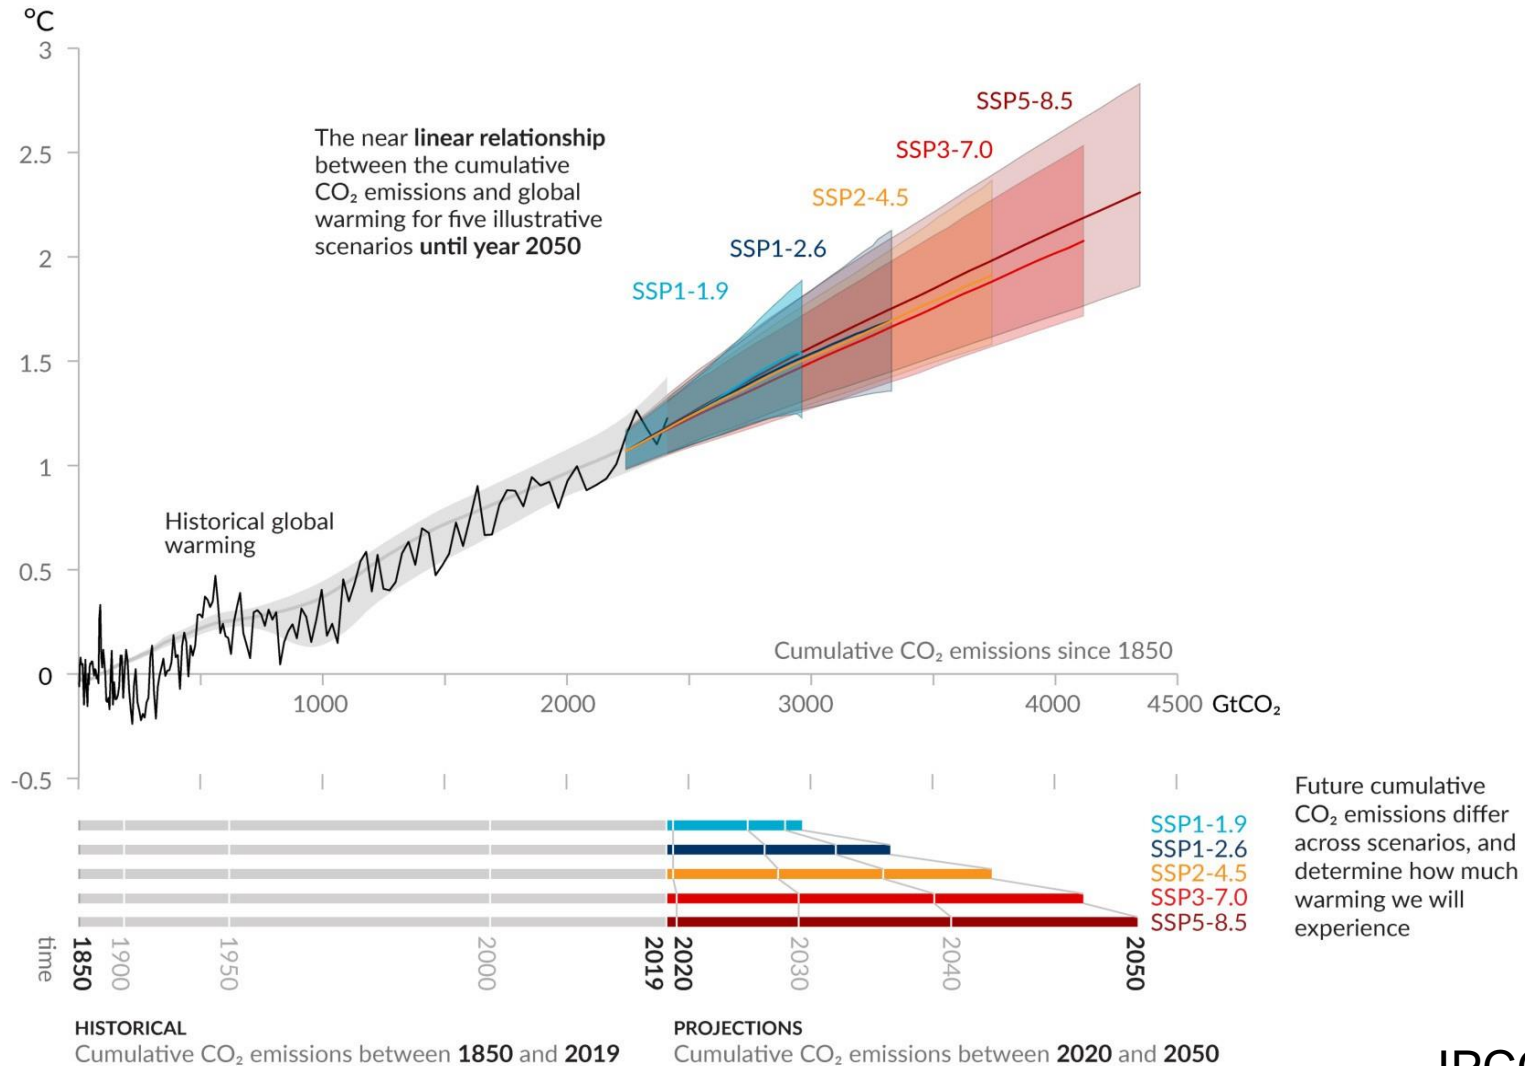 °C
3
2.5
2
1.5
1
0.5
0
-0.5
The near linear relationship
between the cumulative
CO₂ emissions and global
warming for five illustrative
scenarios until year 2050
SSP5-8.5
SSP3-7.0
SSP2-4.5
SSP1-2.6
SSP1-1.9
Historical global
warming
Cumulative CO₂ emissions since 1850
1000
2000
3000
4000
4500 GtCO₂
SSP1-1.9
SSP1-2.6
SSP2-4.5
SSP3-7.0
SSP5-8.5
Future cumulative
CO₂ emissions differ
across scenarios, and
determine how much
warming we will
experience
time
1850
1900
1950
2000
2019
2020
2030
2040
2050
HISTORICAL
Cumulative CO₂ emissions between 1850 and 2019
PROJECTIONS
Cumulative CO₂ emissions between 2020 and 2050